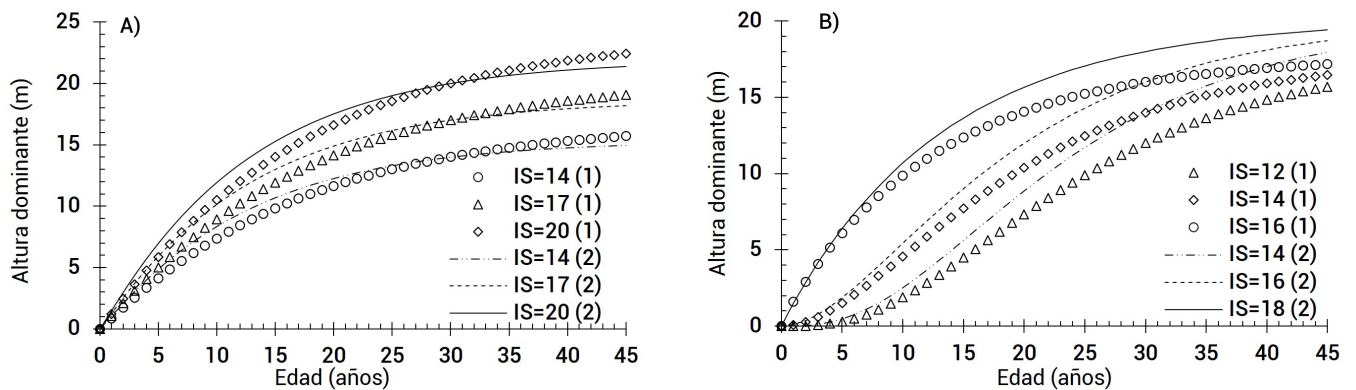 A)
Altura dominante (m)
25
20
15
10
5
0
IS=14 (1)
IS=17 (1)
IS=20 (1)
IS=14 (2)
IS=17 (2)
IS=20 (2)
0 5 10 15 20 25 30 35 40 45
Edad (años)
B)
Altura dominante (m)
20
15
10
5
0
IS=12 (1)
IS=14 (1)
IS=16 (1)
IS=14 (2)
IS=16 (2)
IS=18 (2)
0 5 10 15 20 25 30 35 40 45
Edad (años)